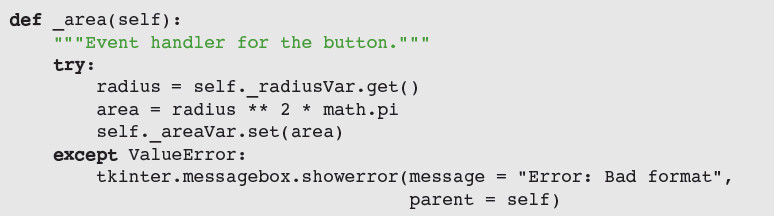 def _area(self):
    """Event handler for the button."""
    try:
        radius = self._radiusVar.get()
        area = radius ** 2 * math.pi
        self._areaVar.set(area)
    except ValueError:
        tkinter.messagebox.showerror(message = "Error: Bad format",
                                     parent = self)